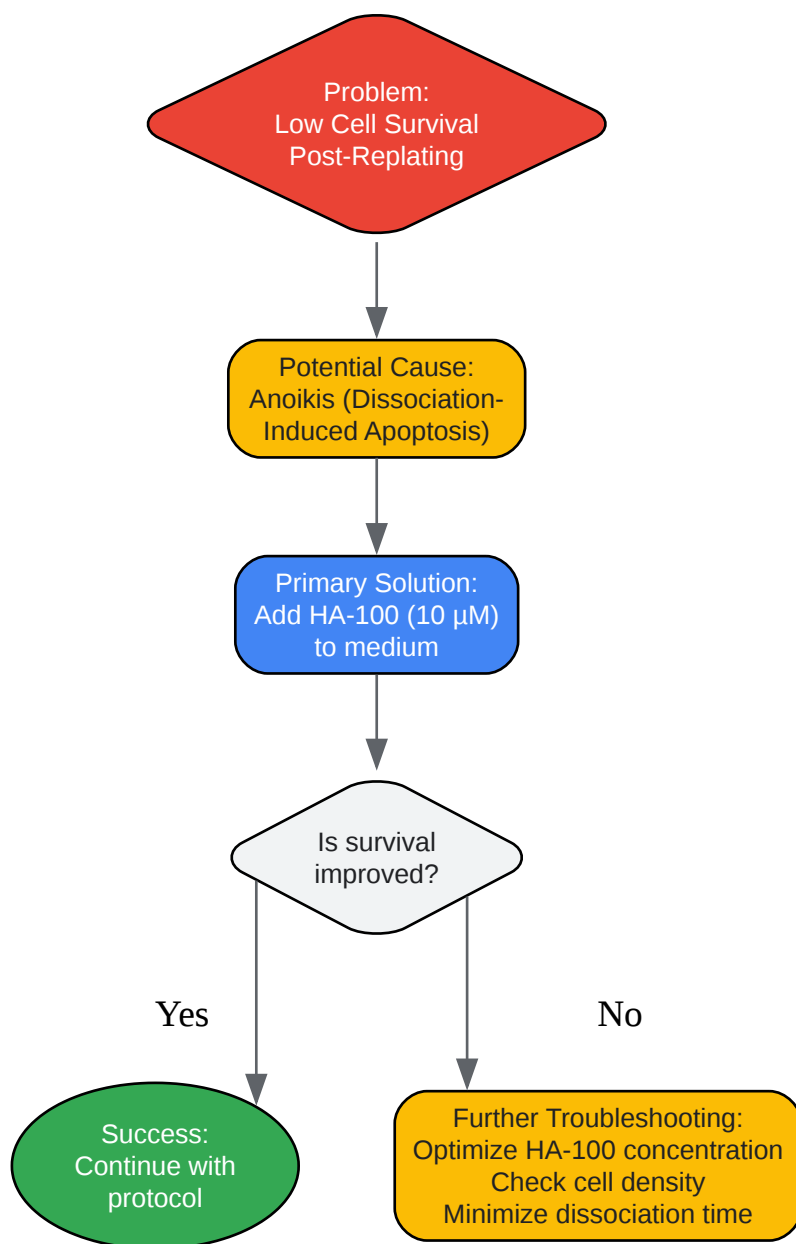 Problem:
Low Cell Survival
Post-Replating
Potential Cause:
Anoikis (Dissociation-
Induced Apoptosis)
Primary Solution:
Add HA-100 (10 µM)
to medium
Is survival
improved?
Yes
No
Success:
Continue with
protocol
Further Troubleshooting:
Optimize HA-100 concentration
Check cell density
Minimize dissociation time